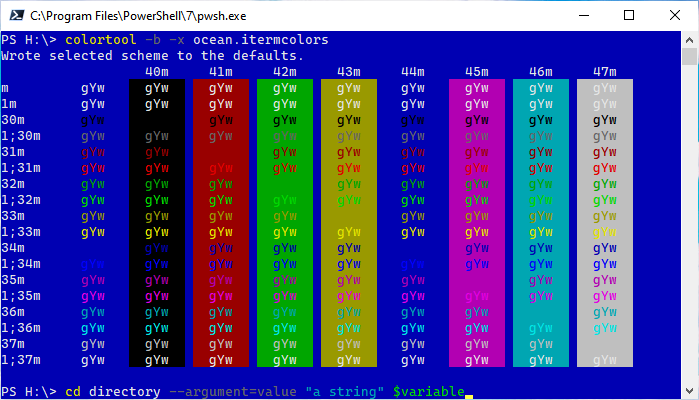 C:\Program Files\PowerShell\7\pwsh.exe
PS H:\> colortool -b -x ocean.itermcolors
Wrote selected scheme to the defaults.
40m 41m 42m 43m 44m 45m 46m 47m
m gYw gYw gYw gYw gYw gYw gYw gYw gYw
1m gYw gYw gYw gYw gYw gYw gYw gYw gYw
30m gYw gYw gYw gYw gYw gYw gYw gYw
1;30m gYw gYw gYw gYw gYw gYw gYw gYw gYw
31m gYw gYw gYw gYw gYw gYw gYw gYw
1;31m gYw gYw gYw gYw gYw gYw gYw gYw gYw
32m gYw gYw gYw gYw gYw gYw gYw gYw
1;32m gYw gYw gYw gYw gYw gYw gYw gYw gYw
33m gYw gYw gYw gYw gYw gYw gYw gYw
1;33m gYw gYw gYw gYw gYw gYw gYw gYw gYw
34m gYw gYw gYw gYw gYw gYw gYw
1;34m gYw gYw gYw gYw gYw gYw gYw gYw gYw
35m gYw gYw gYw gYw gYw gYw gYw gYw
1;35m gYw gYw gYw gYw gYw gYw gYw gYw gYw
36m gYw gYw gYw gYw gYw gYw gYw gYw
1;36m gYw gYw gYw gYw gYw gYw gYw gYw gYw
37m gYw gYw gYw gYw gYw gYw gYw gYw
1;37m gYw gYw gYw gYw gYw gYw gYw gYw gYw
PS H:\> cd directory --argument=value "a string" $variable